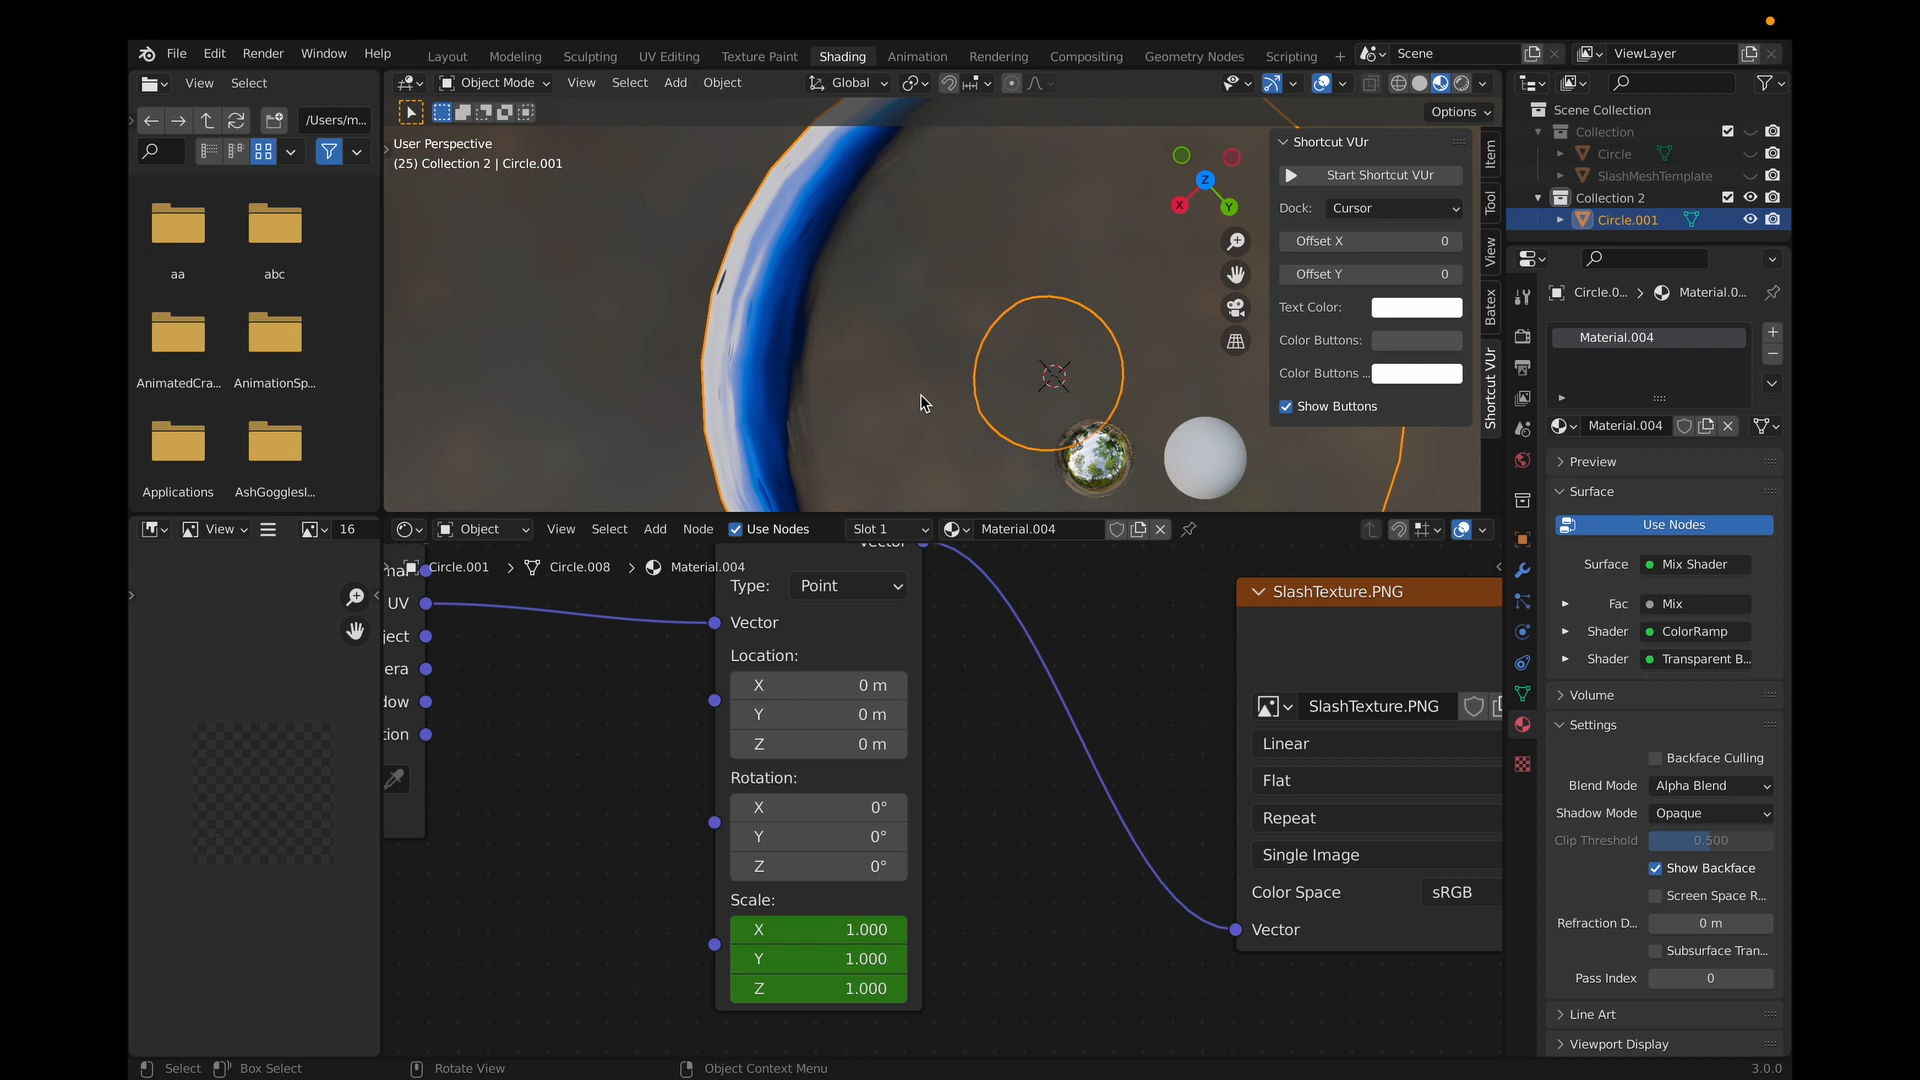 File Edit Render Window Help
Layout Modeling Sculpting UV Editing Texture Paint Shading Animation Rendering Compositing Geometry Nodes Scripting
Scene
ViewLayer
View Select
Object Mode View Select Add Object
Global
Options
/Users/m...
aa
abc
AnimatedCra...
AnimationSp...
Applications
AshGogglesI...
User Perspective
(25) Collection 2 | Circle.001
Z
X
Y
Shortcut VUr
Start Shortcut VUr
Dock: Cursor
Offset X 0
Offset Y 0
Text Color:
Color Buttons:
Color Buttons ...
Show Buttons
Item
Tool
View
Batex
Shortcut VUr
Scene Collection
Collection
Circle
SlashMeshTemplate
Collection 2
Circle.001
Circle.0...
Material.0...
Material.004
Material.004
Preview
Surface
Use Nodes
Surface Mix Shader
Fac Mix
Shader ColorRamp
Shader Transparent B...
Volume
Settings
Backface Culling
Blend Mode Alpha Blend
Shadow Mode Opaque
Clip Threshold 0.500
Show Backface
Screen Space R...
Refraction D... 0 m
Subsurface Tran...
Pass Index 0
Line Art
Viewport Display
View
16
Object View Select Add Node Use Nodes Slot 1 Material.004
Circle.001 Circle.008 Material.004
UV
ject
era
dow
tion
Type: Point
Vector
Location:
X 0 m
Y 0 m
Z 0 m
Rotation:
X 0°
Y 0°
Z 0°
Scale:
X 1.000
Y 1.000
Z 1.000
SlashTexture.PNG
SlashTexture.PNG
Linear
Flat
Repeat
Single Image
Color Space sRGB
Vector
Select Box Select Rotate View Object Context Menu
3.0.0